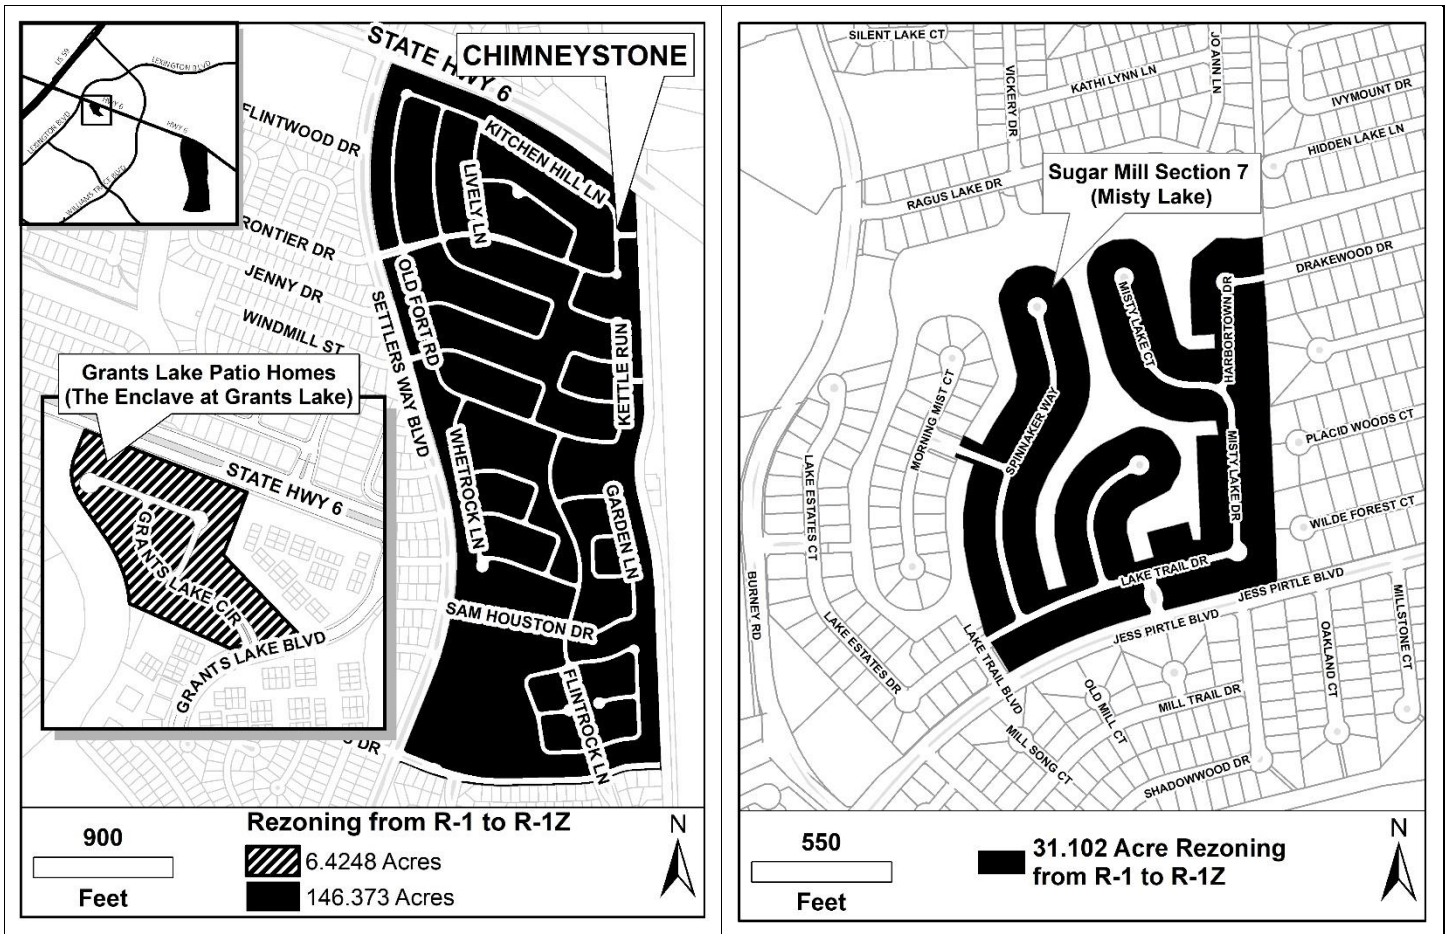 US 59
LEXINGTON BLVD
HWY 6
HWY 6
LEXINGTON BLVD
WILLIAMS TRACE BLVD
STATE HWY 6
CHIMNEYSTONE
FLINTWOOD DR
KITCHEN HILL LN
LIVELY LN
RONTIER DR
JENNY DR
WINDMILL ST
OLD FORT RD
SETTLERS WAY BLVD
KETTLE RUN
Grants Lake Patio Homes
(The Enclave at Grants Lake)
STATE HWY 6
GRANTS LAKE CIR
GRANTS LAKE BLVD
WHETROCK LN
GARDEN LN
SAM HOUSTON DR
FLINTROCK LN
DR
900
Feet
Rezoning from R-1 to R-1Z
6.4248 Acres
146.373 Acres
N
SILENT LAKE CT
VICKERY DR
KATHI LYNN LN
JO ANN LN
IVYMOUNT DR
HIDDEN LAKE LN
RAGUS LAKE DR
Sugar Mill Section 7
(Misty Lake)
DRAKEWOOD DR
MISTY LAKE CT
HARBORTOWN DR
MORNING MIST CT
SPINNAKER WAY
PLACID WOODS CT
MISTY LAKE DR
LAKE ESTATES CT
WILDE FOREST CT
LAKE TRAIL DR
BURNEY RD
JESS PIRTLE BLVD
JESS PIRTLE BLVD
MILLSTONE CT
LAKE ESTATES DR
LAKE TRAIL BLVD
OAKLAND CT
OLD MILL CT
MILL TRAIL DR
MILL SONG CT
SHADOWWOOD DR
550
Feet
31.102 Acre Rezoning
from R-1 to R-1Z
N